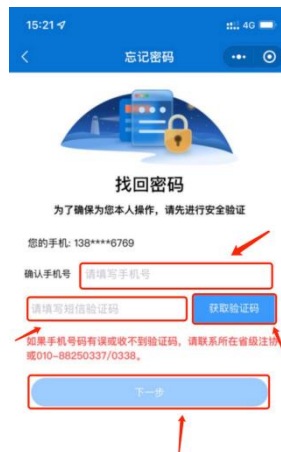 15:21 4G
忘记密码
找回密码
为了确保为您本人操作，请先进行安全验证
您的手机: 138****6769
确认手机号 请填写手机号
请填写短信验证码 获取验证码
如果手机号码有误或收不到验证码，请联系所在省级注协
或010-88250337/0338。
下一步